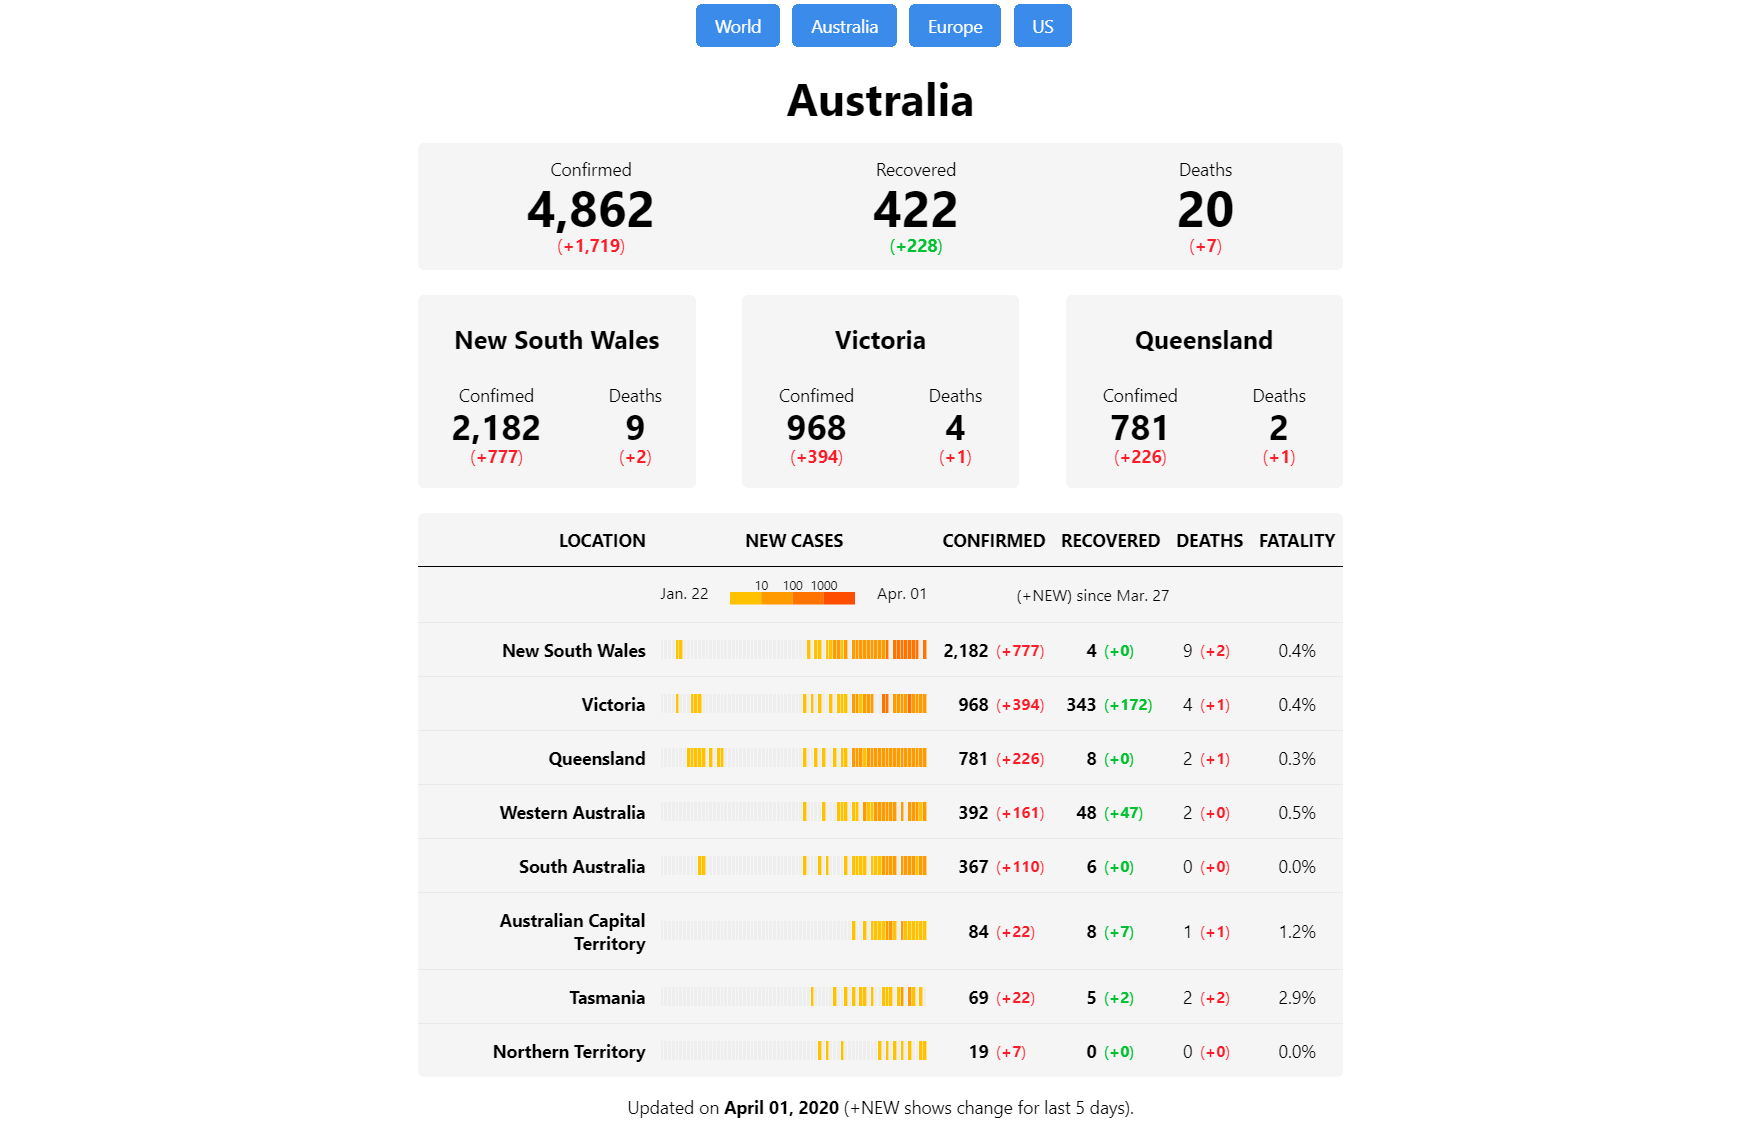 World Australia Europe US
Australia
Confirmed Recovered Deaths
4,862 422 20
(+1,719) (+228) (+7)
New South Wales Victoria Queensland
Confimed Deaths Confimed Deaths Confimed Deaths
2,182 9 968 4 781 2
(+777) (+2) (+394) (+1) (+226) (+1)
LOCATION NEW CASES CONFIRMED RECOVERED DEATHS FATALITY
Jan. 22 10 100 1000 Apr. 01 (+NEW) since Mar. 27
New South Wales 2,182 (+777) 4 (+0) 9 (+2) 0.4%
Victoria 968 (+394) 343 (+172) 4 (+1) 0.4%
Queensland 781 (+226) 8 (+0) 2 (+1) 0.3%
Western Australia 392 (+161) 48 (+47) 2 (+0) 0.5%
South Australia 367 (+110) 6 (+0) 0 (+0) 0.0%
Australian Capital
Territory 84 (+22) 8 (+7) 1 (+1) 1.2%
Tasmania 69 (+22) 5 (+2) 2 (+2) 2.9%
Northern Territory 19 (+7) 0 (+0) 0 (+0) 0.0%
Updated on April 01, 2020 (+NEW shows change for last 5 days).